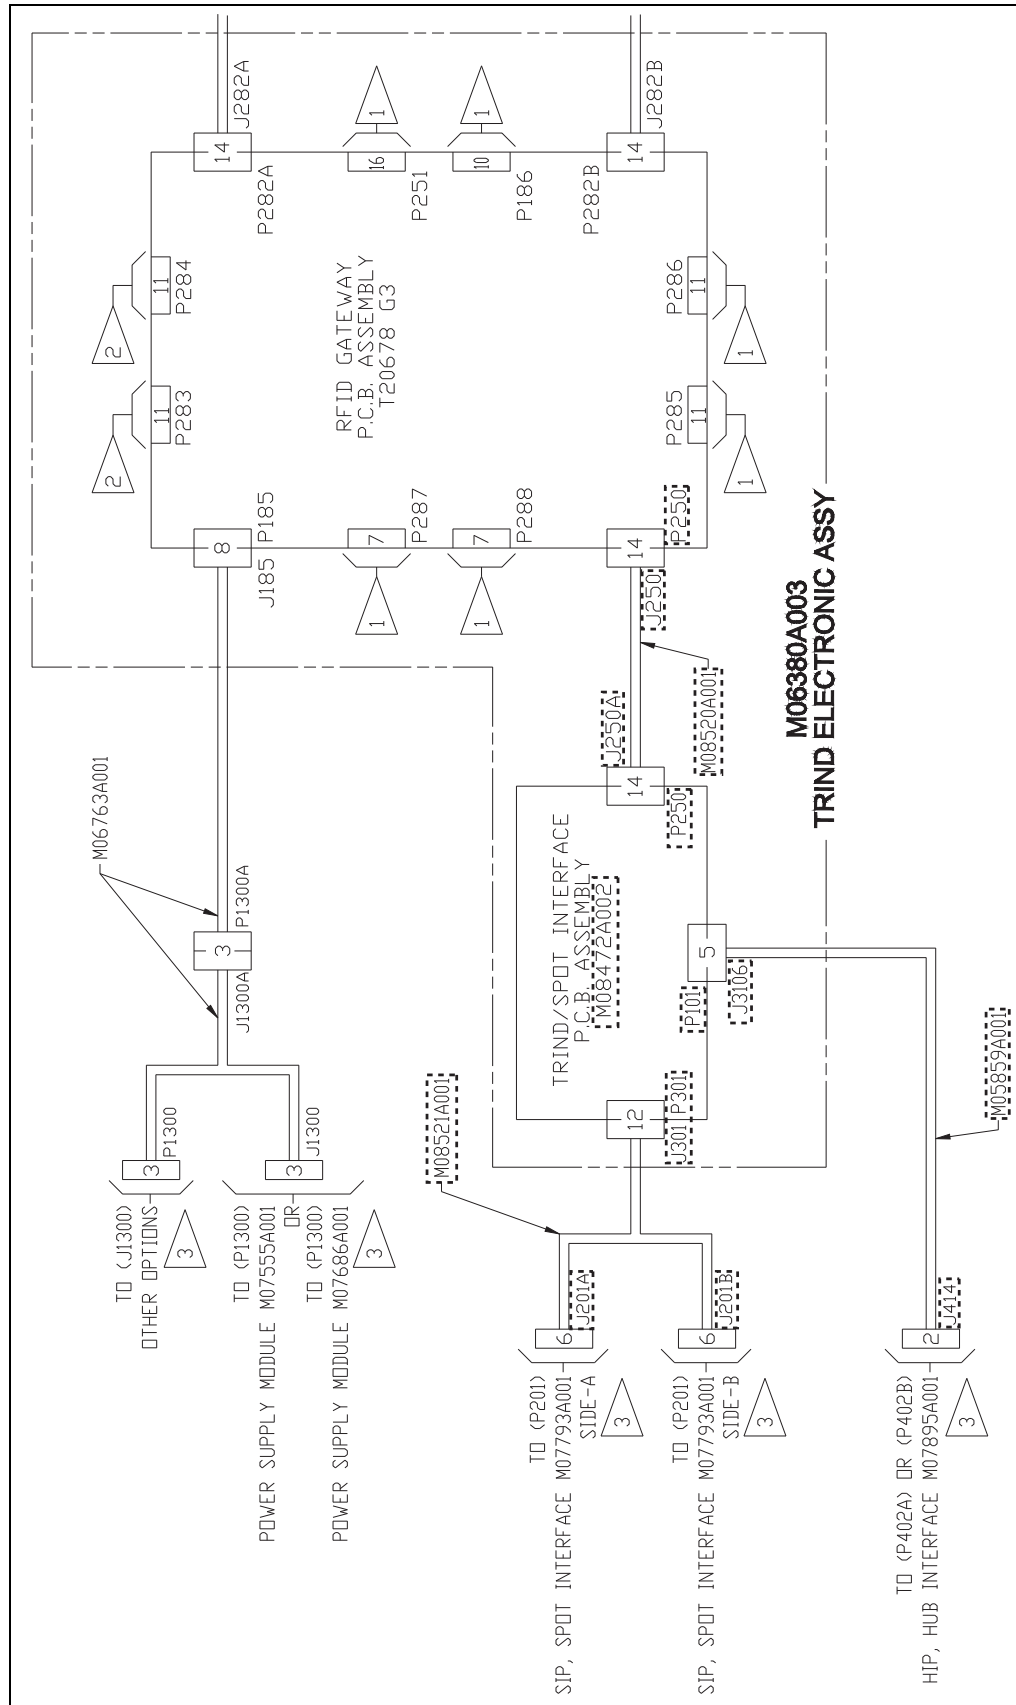 TO (J1300)
OTHER OPTIONS
3
3
P1300
TO (P1300)
POWER SUPPLY MODULE M07555A001
OR
TO (P1300)
POWER SUPPLY MODULE M07686A001
3
3
J1300
M06763A001
J1300A
3
P1300A
J185
8
P185
2
11
P283
2
11
P284
14
P282A
J282A
1
16
P251
1
10
P186
14
P282B
J282B
RFID GATEWAY
P.C.B. ASSEMBLY
T20678 G3
1
7
P287
1
7
P288
J250
14
P250
11
P285
1
11
P286
1
M08520A001
J250A
14
P250
TRIND/SPOT INTERFACE
P.C.B. ASSEMBLY
M08472A002
P101
5
J3106
12
J301 P301
M08521A001
TO (P201)
SIP, SPOT INTERFACE M07793A001
SIDE-A
3
6
J201A
TO (P201)
SIP, SPOT INTERFACE M07793A001
SIDE-B
3
6
J201B
TO (P402A) OR (P402B)
HIP, HUB INTERFACE M07895A001
3
2
J414
M05859A001
M06380A003
TRIND ELECTRONIC ASSY